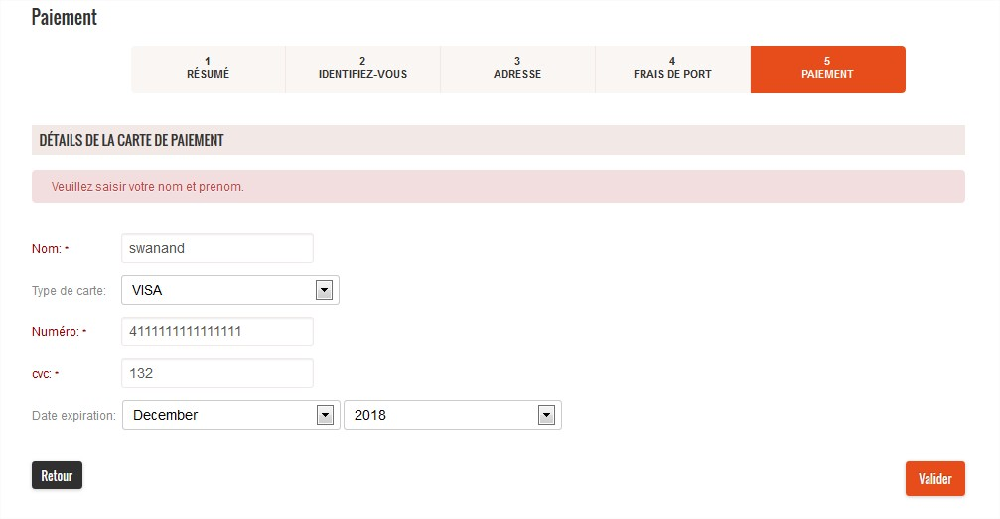 Paiement
1
RÉSUMÉ
2
IDENTIFIEZ-VOUS
3
ADRESSE
4
FRAIS DE PORT
5
PAIEMENT
DÉTAILS DE LA CARTE DE PAIEMENT
Veuillez saisir votre nom et prenom.
Nom: * swanand
Type de carte: VISA
Numéro: * 4111111111111111
cvc: * 132
Date expiration: December 2018
Retour Valider